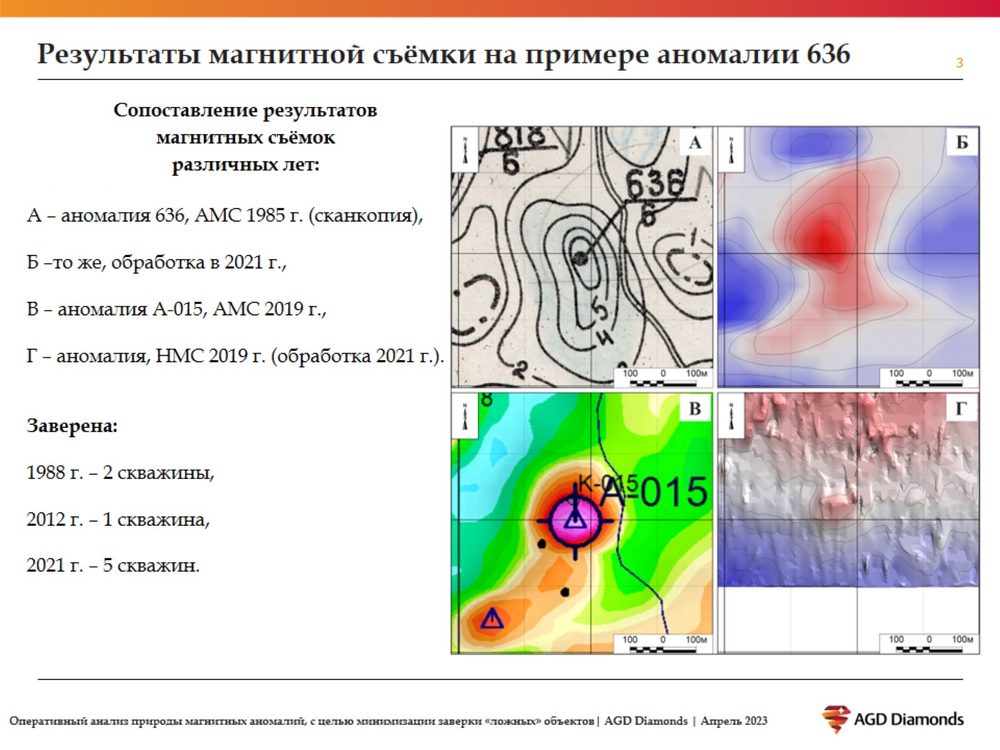 Результаты магнитной съёмки на примере аномалии 636
3
Сопоставление результатов
магнитных съёмок
различных лет:
А – аномалия 636, АМС 1985 г. (сканкопия),
Б –то же, обработка в 2021 г.,
В – аномалия А-015, АМС 2019 г.,
Г – аномалия, НМС 2019 г. (обработка 2021 г.).
Заверена:
1988 г. – 2 скважины,
2012 г. – 1 скважина,
2021 г. – 5 скважин.
N
818
6
А
636
6
1
5
4
2
100 0 100м
N
Б
100 0 100м
N
8
В
К-015
А-015
100 0 100м
N
Г
100 0 100м
Оперативный анализ природы магнитных аномалий, с целью минимизации заверки «ложных» объектов| AGD Diamonds | Апрель 2023
AGD Diamonds